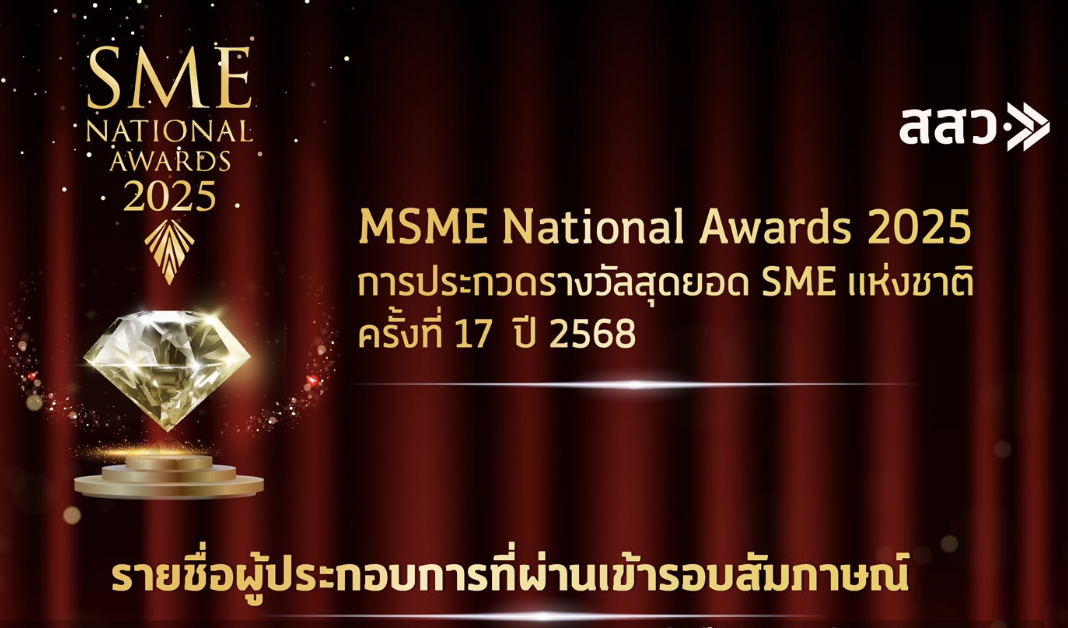 SME
NATIONAL
AWARDS
2025
สสว
MSME National Awards 2025
การประกวดรางวัลสุดยอด SME แห่งชาติ
ครั้งที่ 17 ปี 2568
รายชื่อผู้ประกอบการที่ผ่านเข้ารอบสัมภาษณ์